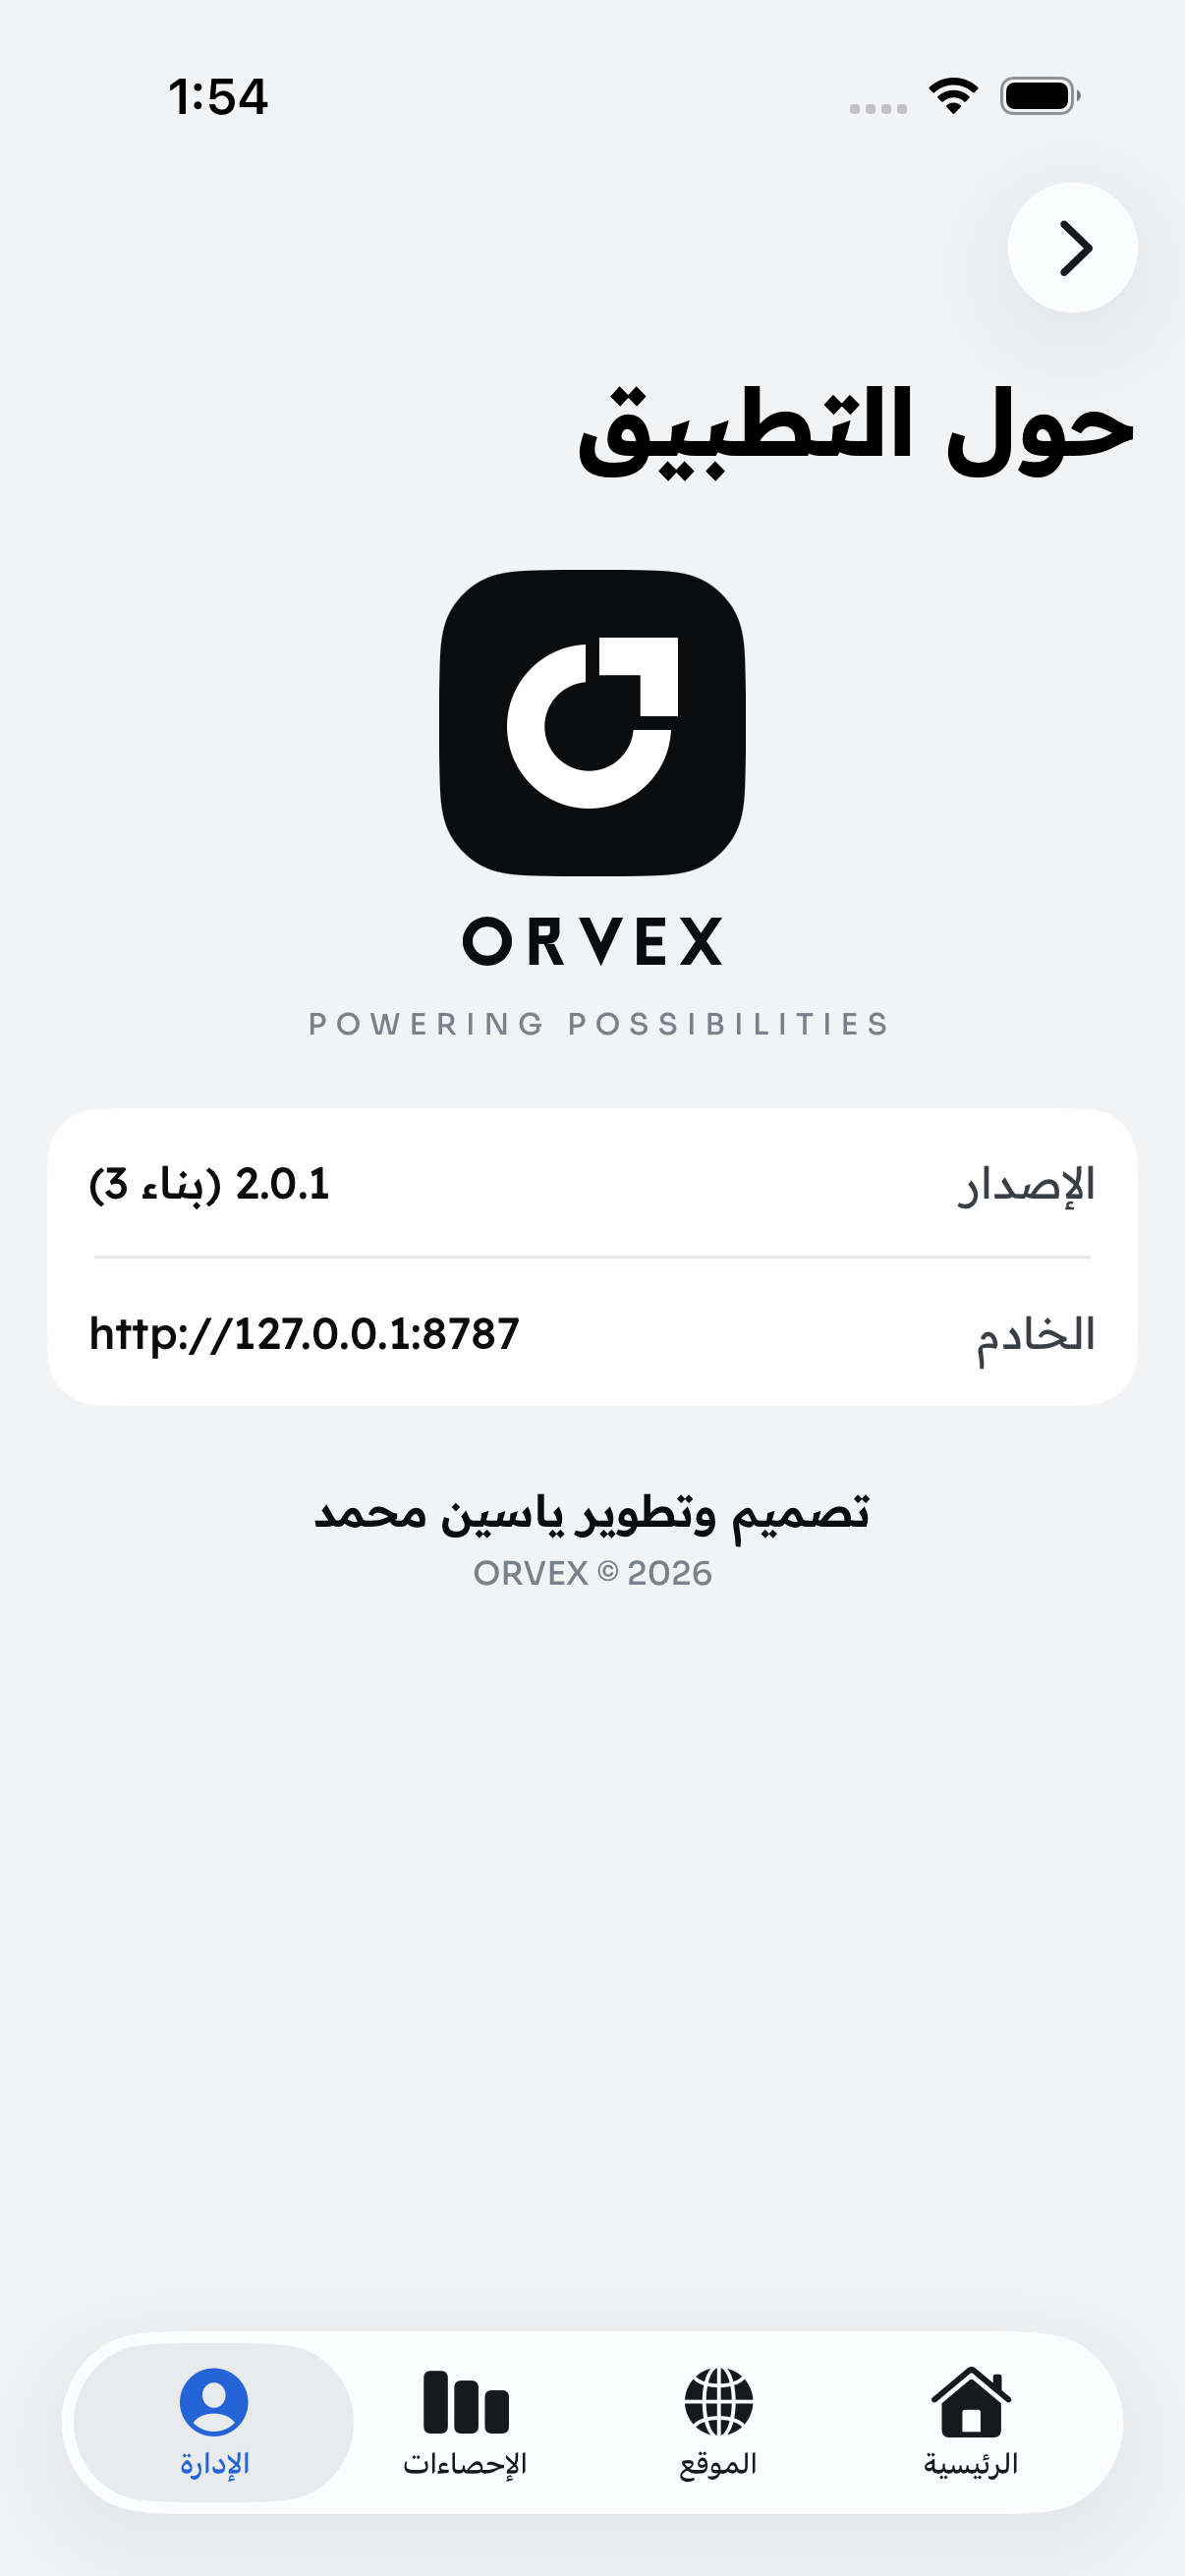 1:54
حول التطبيق
ORVEX
POWERING POSSIBILITIES
الإصدار 2.0.1 (بناء 3)
الخادم http://127.0.0.1:8787
تصميم وتطوير ياسين محمد
ORVEX © 2026
الرئيسية الموقع الإحصاءات الإدارة